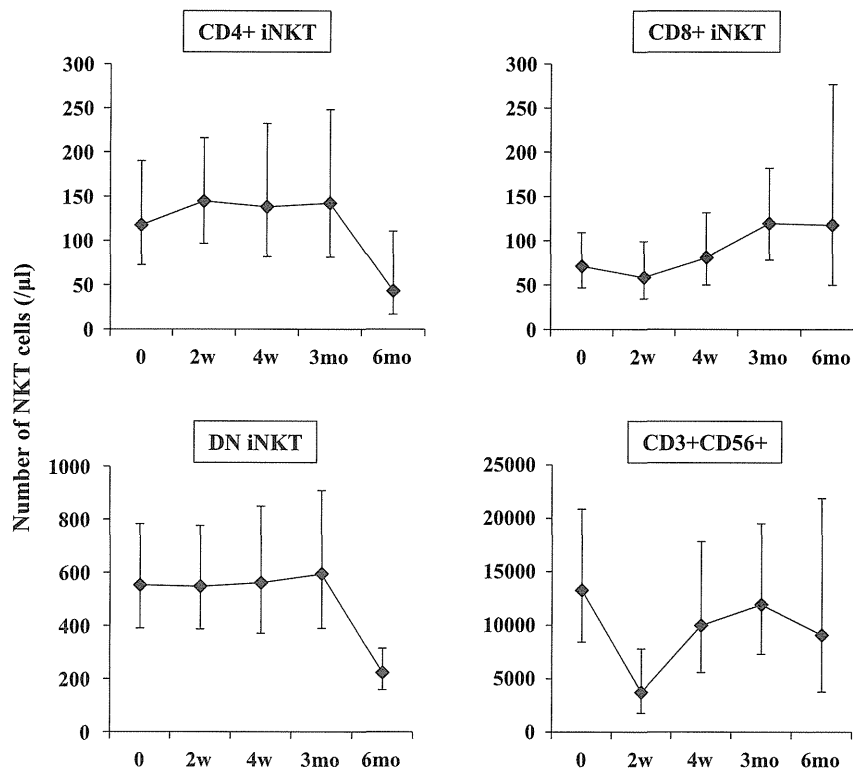 CD4+ iNKT
CD8+ iNKT
300
250
200
150
100
50
0
0 2w 4w 3mo 6mo
300
250
200
150
100
50
0
0 2w 4w 3mo 6mo
Number of NKT cells (/μl)
DN iNKT
CD3+CD56+
1000
800
600
400
200
0
0 2w 4w 3mo 6mo
25000
20000
15000
10000
5000
0
0 2w 4w 3mo 6mo